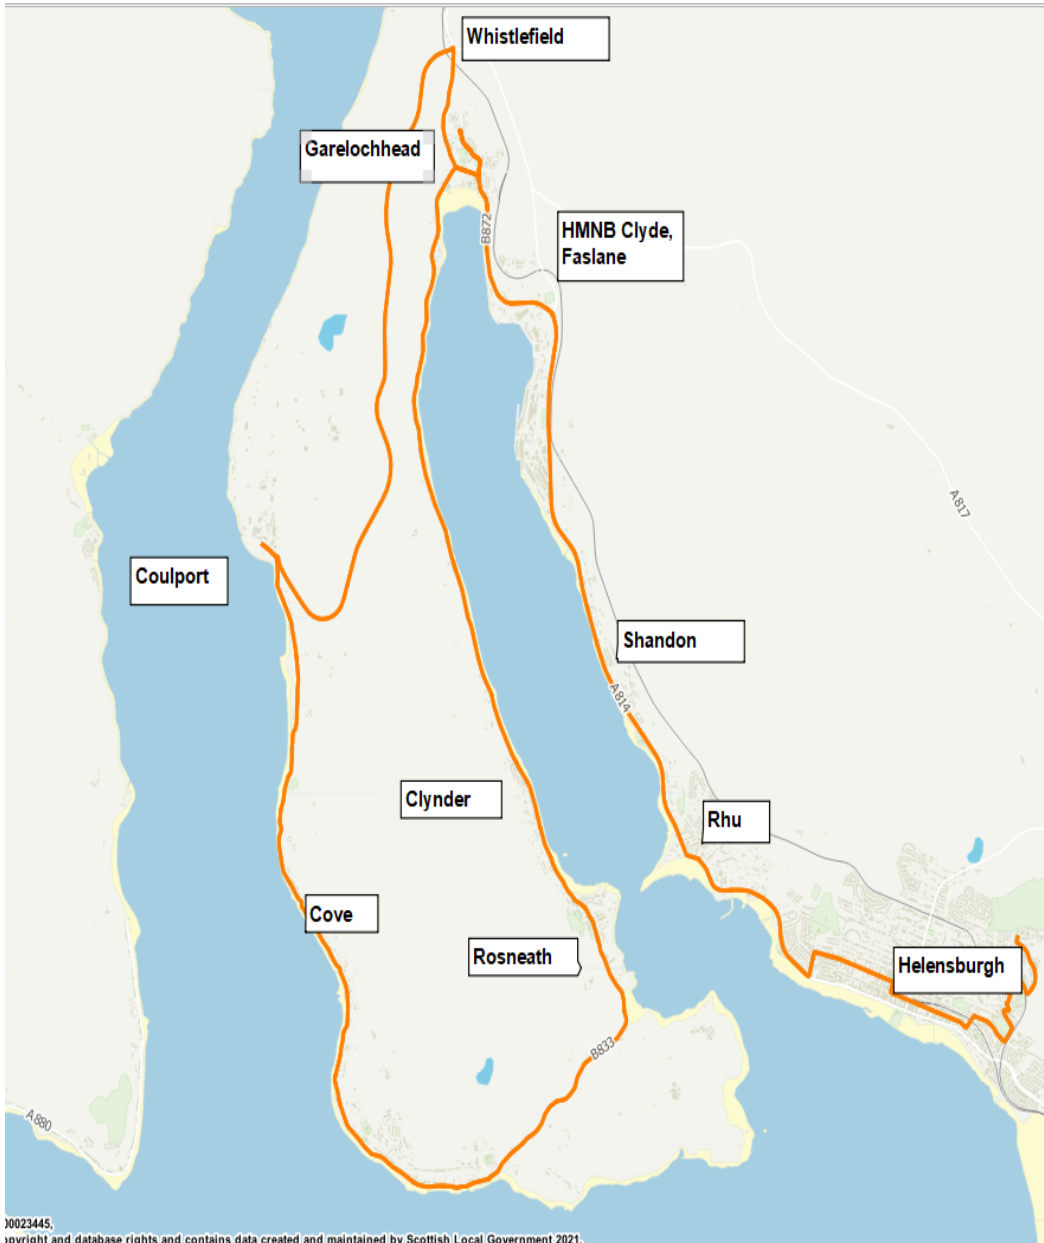 Whistlefield
Garelochhead
B872
HMNB Clyde,
Faslane
A817
Coulport
Shandon
A814
Clynder
Rhu
Cove
Rosneath
Helensburgh
B833
A880
00023445,
opyright and database rights and contains data created and maintained by Scottish Local Government 2021.